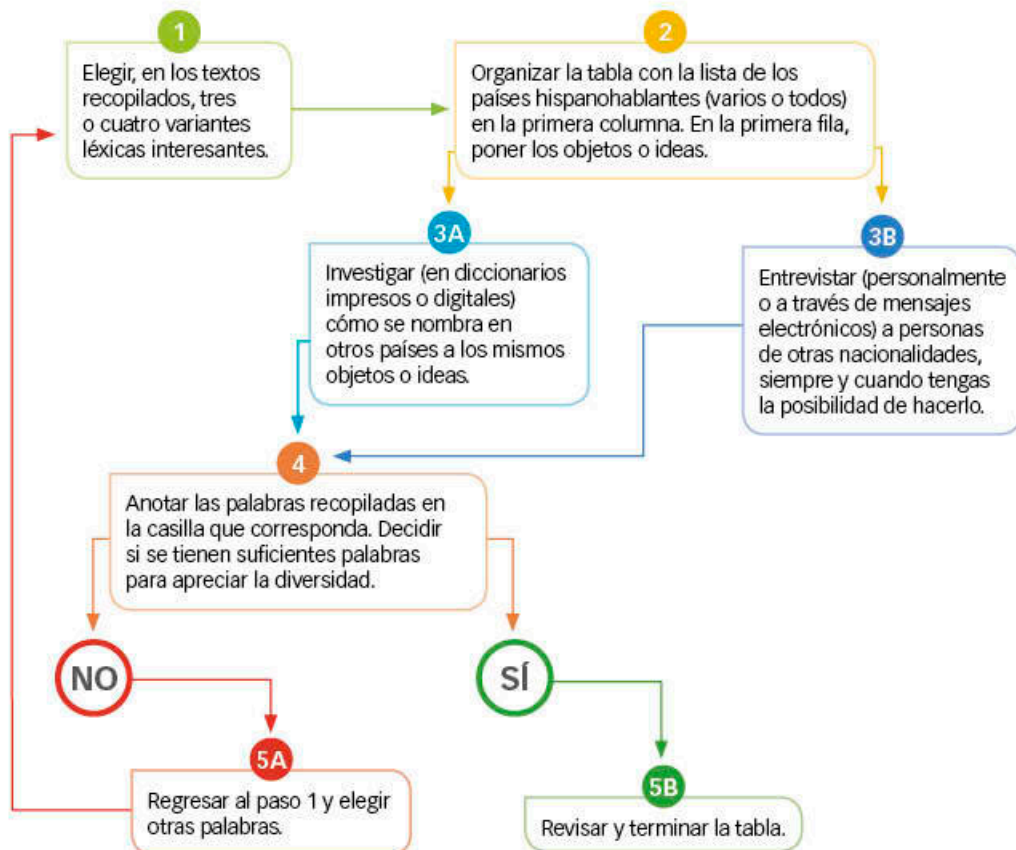 1
Elegir, en los textos
recopilados, tres
o cuatro variantes
léxicas interesantes.
2
Organizar la tabla con la lista de los
países hispanohablantes (varios o todos)
en la primera columna. En la primera fila,
poner los objetos o ideas.
3A
Investigar (en diccionarios
impresos o digitales)
cómo se nombra en
otros países a los mismos
objetos o ideas.
3B
Entrevistar (personalmente
o a través de mensajes
electrónicos) a personas
de otras nacionalidades,
siempre y cuando tengas
la posibilidad de hacerlo.
4
Anotar las palabras recopiladas en
la casilla que corresponda. Decidir
si se tienen suficientes palabras
para apreciar la diversidad.
NO
SÍ
5A
Regresar al paso 1 y elegir
otras palabras.
5B
Revisar y terminar la tabla.